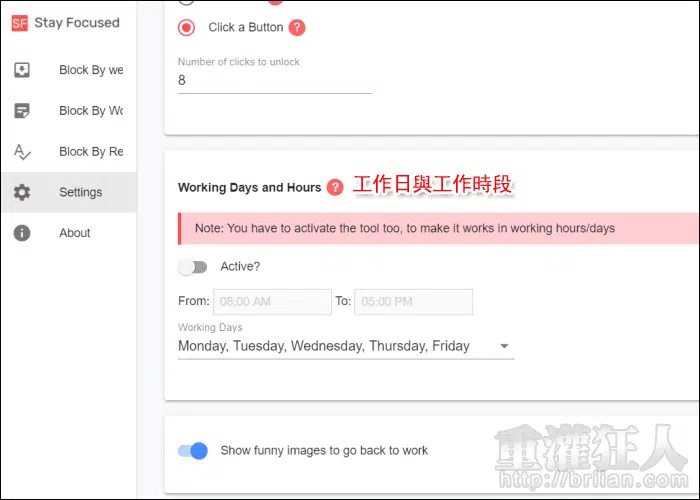 SF Stay Focused
Click a Button ?
Number of clicks to unlock
8
Block By we
Block By Wo
Block By Re
Settings
About
Working Days and Hours ? 工作日與工作時段
Note: You have to activate the tool too, to make it works in working hours/days
Active?
From: 08:00 AM To: 05:00 PM
Working Days
Monday, Tuesday, Wednesday, Thursday, Friday
Show funny images to go back to work
重灌狂人
http://briian.com